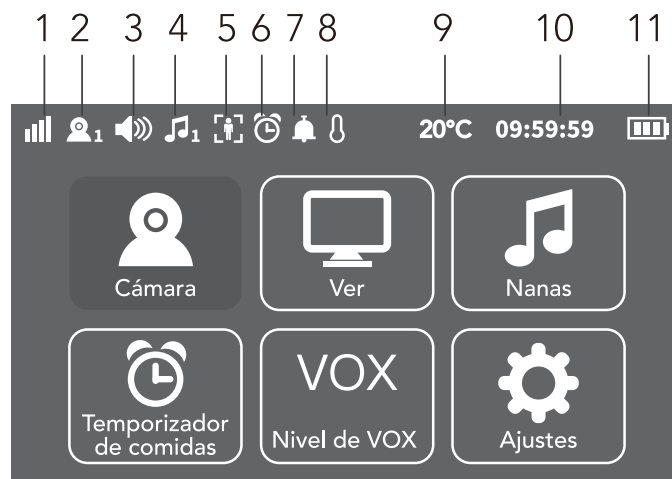 1 2 3 4 5 6 7 8 9 10 11
1 1 20°C 09:59:59
Cámara Ver Nanas
VOX
Temporizador
de comidas Nivel de VOX Ajustes